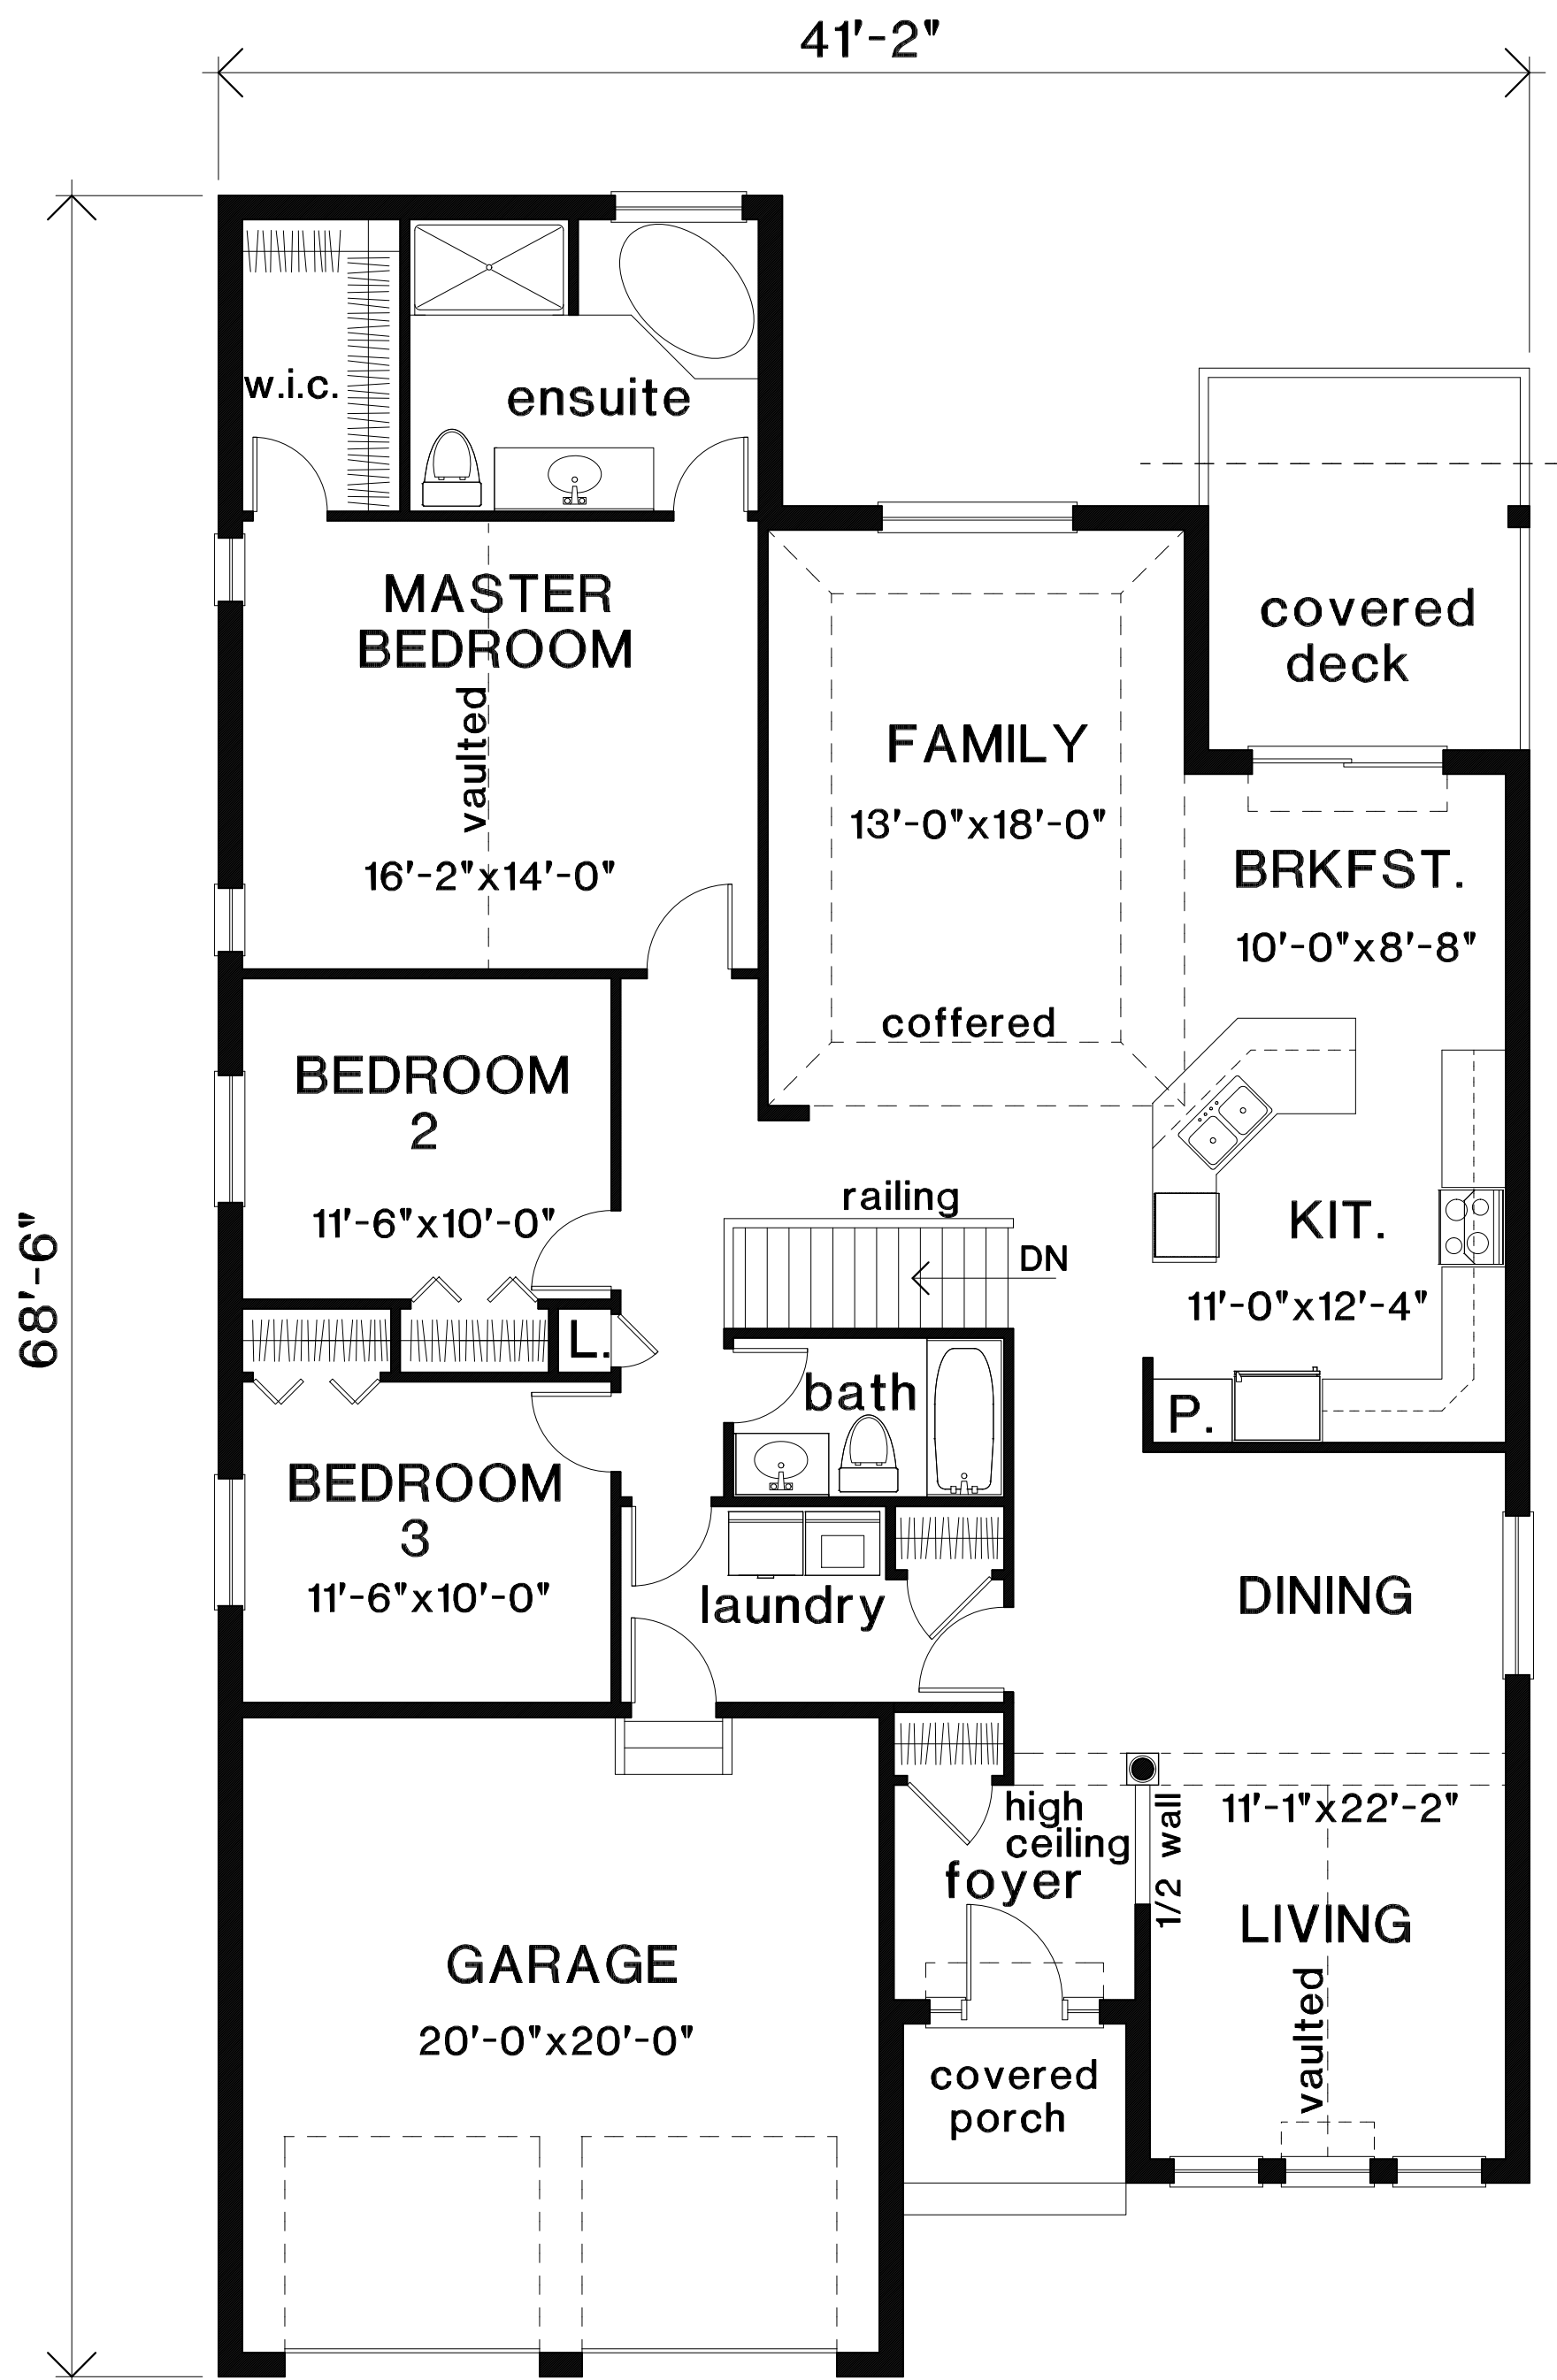 41'-2"
68'-6"
w.i.c.
ensuite
MASTER
BEDROOM
vaulted
16'-2"x14'-0"
covered
deck
FAMILY
13'-0"x18'-0"
coffered
BRKFST.
10'-0"x8'-8"
BEDROOM
2
11'-6"x10'-0"
railing
DN
KIT.
11'-0"x12'-4"
L.
bath
P.
BEDROOM
3
11'-6"x10'-0"
laundry
DINING
11'-1"x22'-2"
high
ceiling
foyer
1/2 wall
LIVING
vaulted
GARAGE
20'-0"x20'-0"
covered
porch